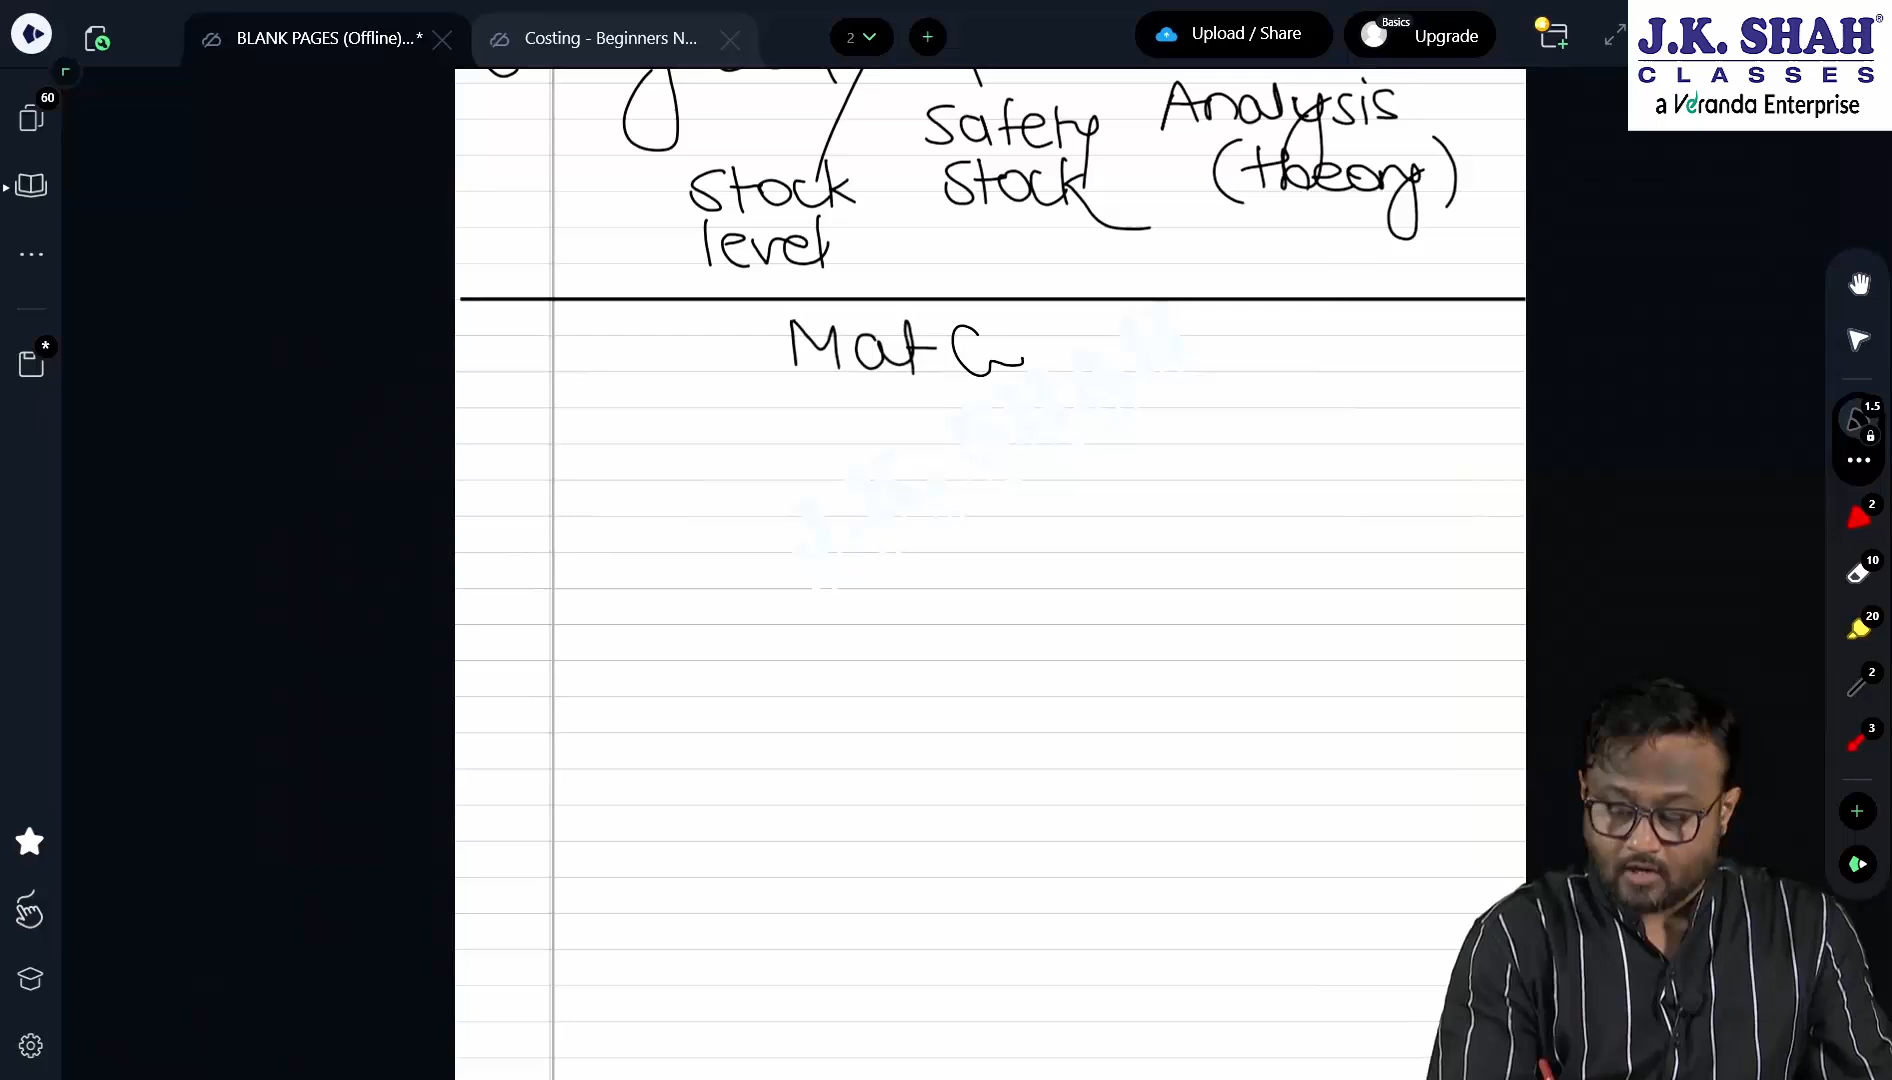 BLANK PAGES (Offline)...*
Costing - Beginners N...
2
Upload / Share
Basics
Upgrade
J.K. SHAH®
CLASSES
a Veranda Enterprise
60
*
safety
stock
Analysis
(theory)
stock
level
Mat
J.K. SHAH
1.5
2
10
20
2
3